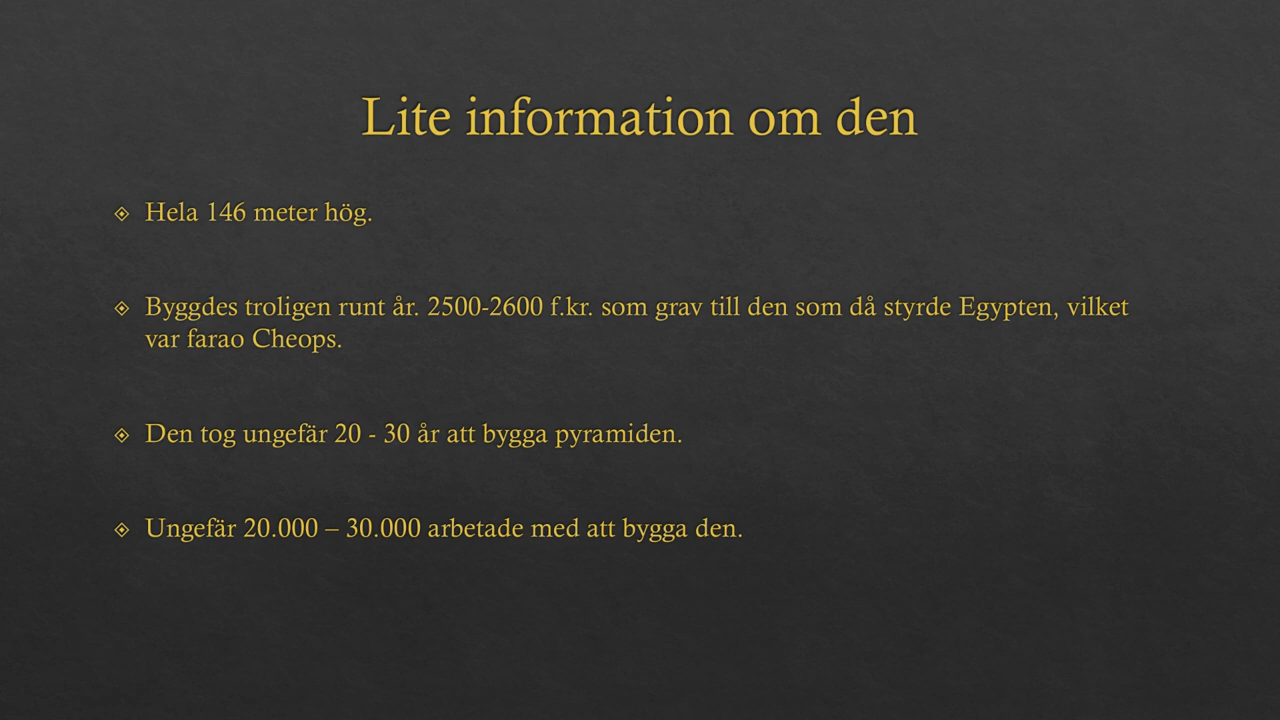 Lite information om den
Hela 146 meter hög.
Byggdes troligen runt år. 2500-2600 f.kr. som grav till den som då styrde Egypten, vilket
var farao Cheops.
Den tog ungefär 20 - 30 år att bygga pyramiden.
Ungefär 20.000 – 30.000 arbetade med att bygga den.